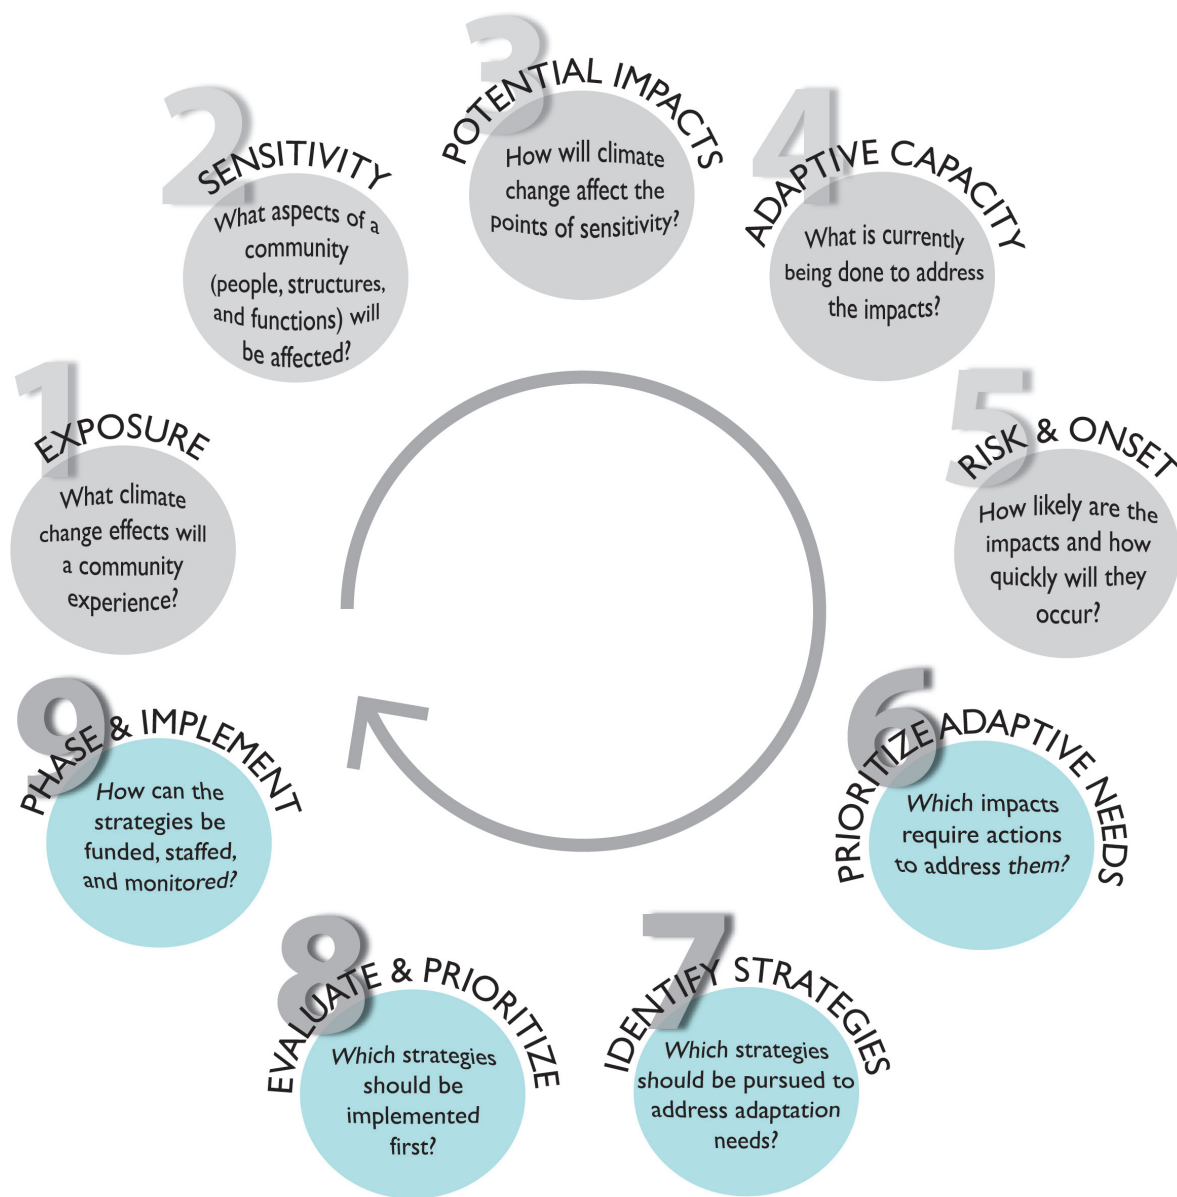 1
EXPOSURE
What climate
change effects will
a community
experience?
2
SENSITIVITY
What aspects of a
community
(people, structures,
and functions) will
be affected?
3
POTENTIAL IMPACTS
How will climate
change affect the
points of sensitivity?
4
ADAPTIVE CAPACITY
What is currently
being done to address
the impacts?
5
RISK & ONSET
How likely are the
impacts and how
quickly will they
occur?
6
PRIORITIZE ADAPTIVE NEEDS
Which impacts
require actions
to address them?
7
IDENTIFY STRATEGIES
Which strategies
should be pursued to
address adaptation
needs?
8
EVALUATE & PRIORITIZE
Which strategies
should be
implemented
first?
9
PHASE & IMPLEMENT
How can the
strategies be
funded, staffed,
and monitored?